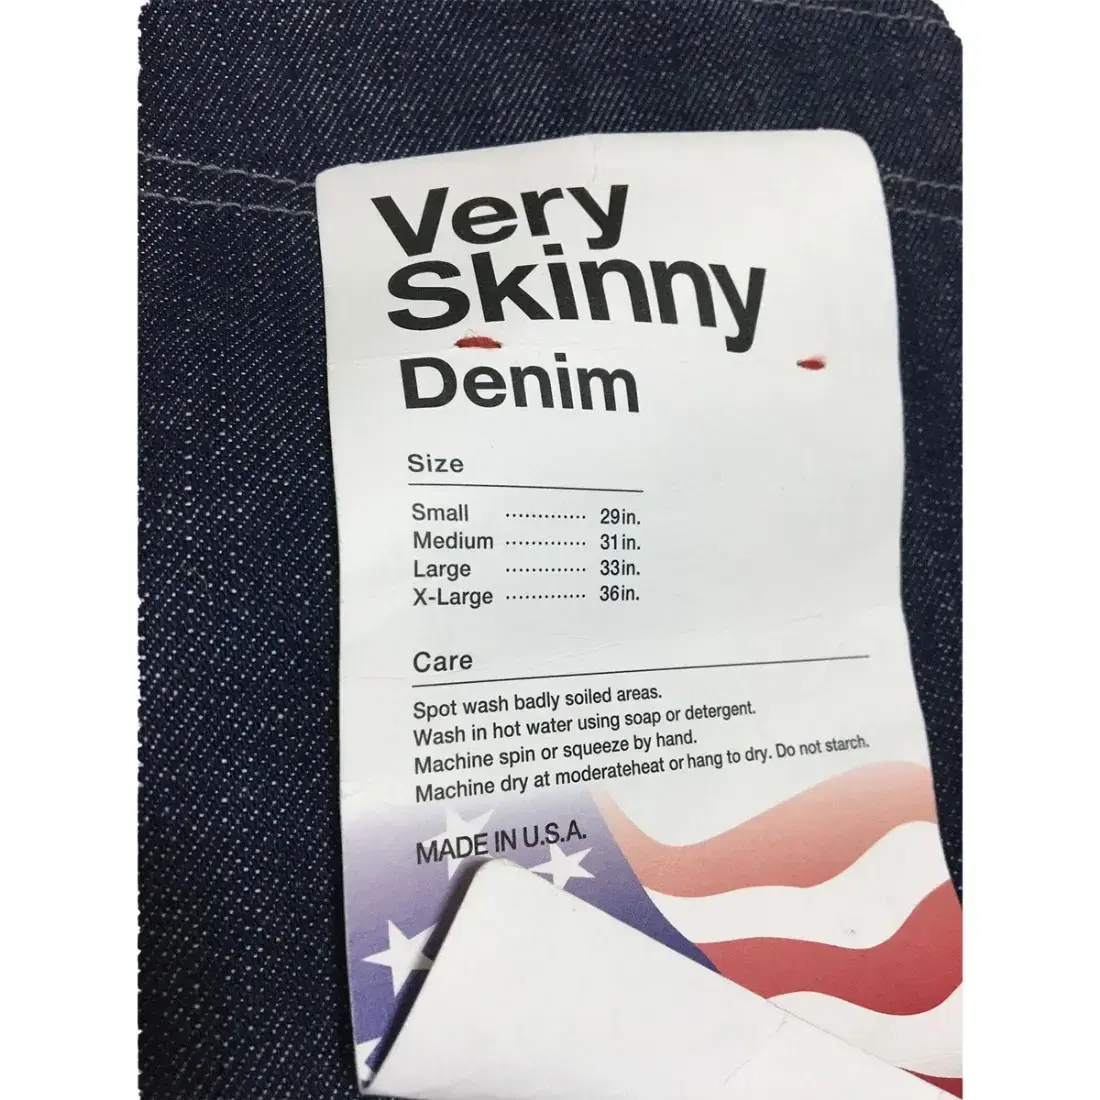 Very
Skinny
Denim
Size
Small ............. 29in.
Medium ............. 31in.
Large ............. 33in.
X-Large ............. 36in.
Care
Spot wash badly soiled areas.
Wash in hot water using soap or detergent.
Machine spin or squeeze by hand.
Machine dry at moderateheat or hang to dry. Do not starch.
MADE IN U.S.A.